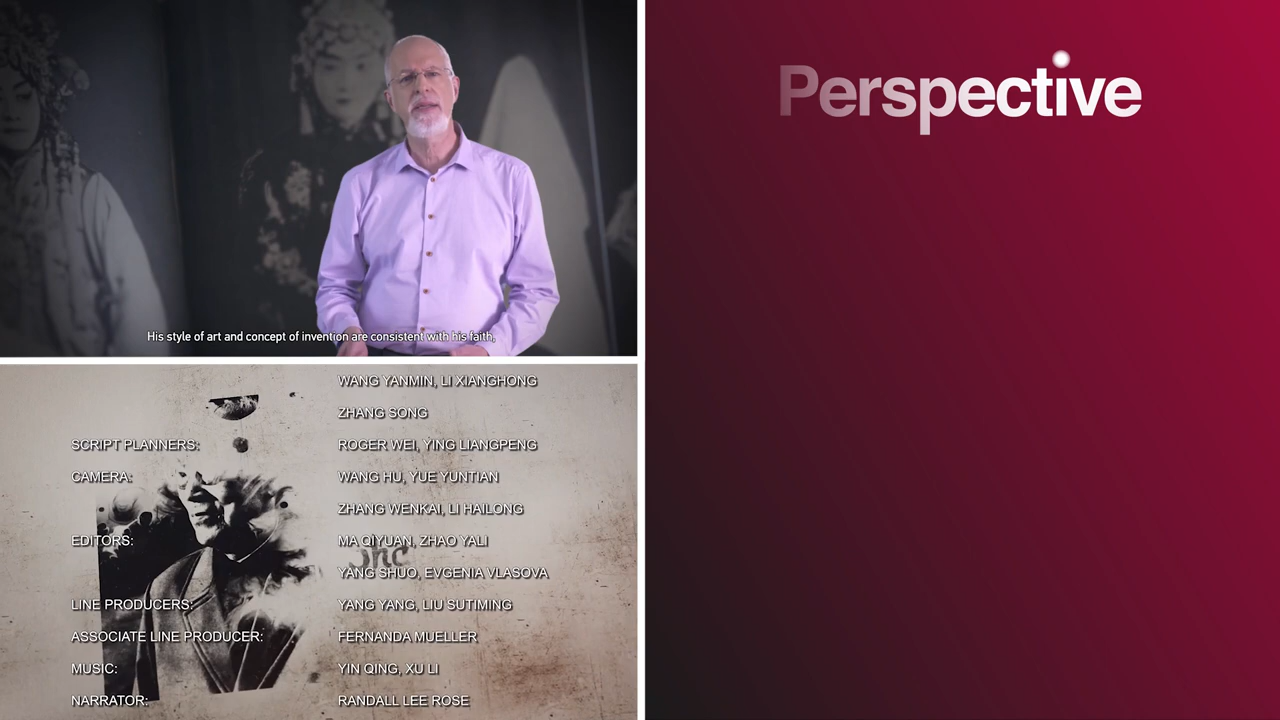 His style of art and concept of invention are consistent with his faith,
Perspective
WANG YANMIN, LI XIANGHONG
ZHANG SONG
SCRIPT PLANNERS: ROGER WEI, YING LIANGPENG
CAMERA: WANG HU, YUE YUNTIAN
ZHANG WENKAI, LI HAILONG
EDITORS: MA QIYUAN, ZHAO YALI
YANG SHUO, EVGENIA VLASOVA
LINE PRODUCERS: YANG YANG, LIU SUTIMING
ASSOCIATE LINE PRODUCER: FERNANDA MUELLER
MUSIC: YIN QING, XU LI
NARRATOR: RANDALL LEE ROSE